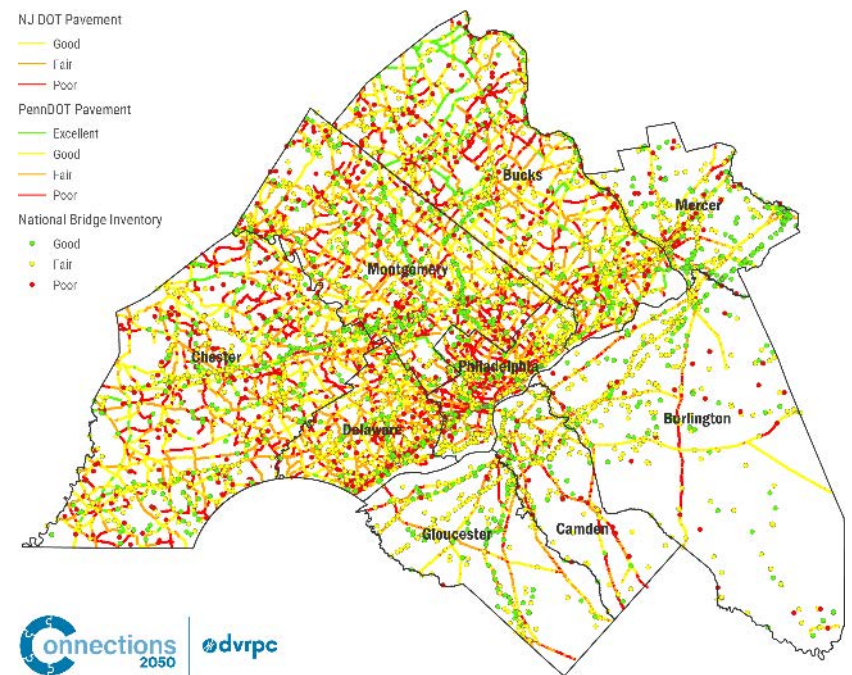 NJ DOT Pavement
Good
Fair
Poor
PennDOT Pavement
Excellent
Good
Fair
Poor
National Bridge Inventory
Good
Fair
Poor
Bucks
Mercer
Montgomery
Chester
Philadelphia
Delaware
Burlington
Gloucester
Camden
Connections
2050
dvrpc